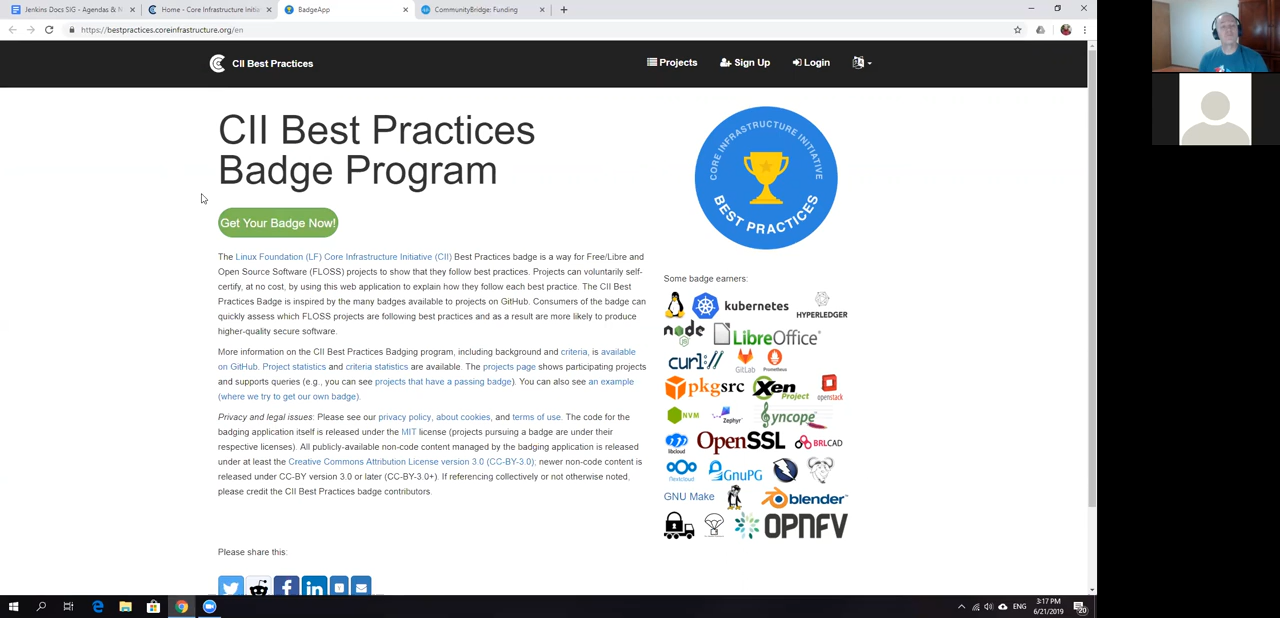 Jenkins Docs SIG - Agendas & N
Home - Core Infrastructure Initia
BadgeApp
CommunityBridge: Funding
https://bestpractices.coreinfrastructure.org/en
CII Best Practices
Projects
Sign Up
Login
CII Best Practices
Badge Program
Get Your Badge Now!
The Linux Foundation (LF) Core Infrastructure Initiative (CII) Best Practices badge is a way for Free/Libre and
Open Source Software (FLOSS) projects to show that they follow best practices. Projects can voluntarily self-
certify, at no cost, by using this web application to explain how they follow each best practice. The CII Best
Practices Badge is inspired by the many badges available to projects on GitHub. Consumers of the badge can
quickly assess which FLOSS projects are following best practices and as a result are more likely to produce
higher-quality secure software.
More information on the CII Best Practices Badging program, including background and criteria, is available
on GitHub. Project statistics and criteria statistics are available. The projects page shows participating projects
and supports queries (e.g., you can see projects that have a passing badge). You can also see an example
(where we try to get our own badge).
Privacy and legal issues: Please see our privacy policy, about cookies, and terms of use. The code for the
badging application itself is released under the MIT license (projects pursuing a badge are under their
respective licenses). All publicly-available non-code content managed by the badging application is released
under at least the Creative Commons Attribution License version 3.0 (CC-BY-3.0); newer non-code content is
released under CC-BY version 3.0 or later (CC-BY-3.0+). If referencing collectively or not otherwise noted,
please credit the CII Best Practices badge contributors.
Please share this:
CORE INFRASTRUCTURE INITIATIVE
BEST PRACTICES
Some badge earners:
kubernetes
HYPERLEDGER
node
LibreOffice
curl://
GitLab
Prometheus
pkgsrc
Xen
Project
openstack
NVM
Zephyr
Syncope
libcloud
OpenSSL
BRLCAD
Nextcloud
GnuPG
GNU Make
blender
OPNFV
ENG
3:17 PM
6/21/2019
20